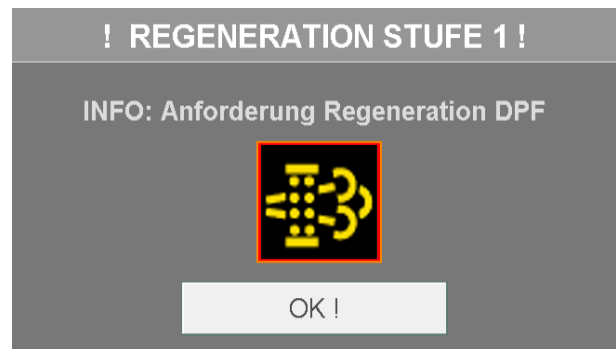 ! REGENERATION STUFE 1 !
INFO: Anforderung Regeneration DPF
OK !